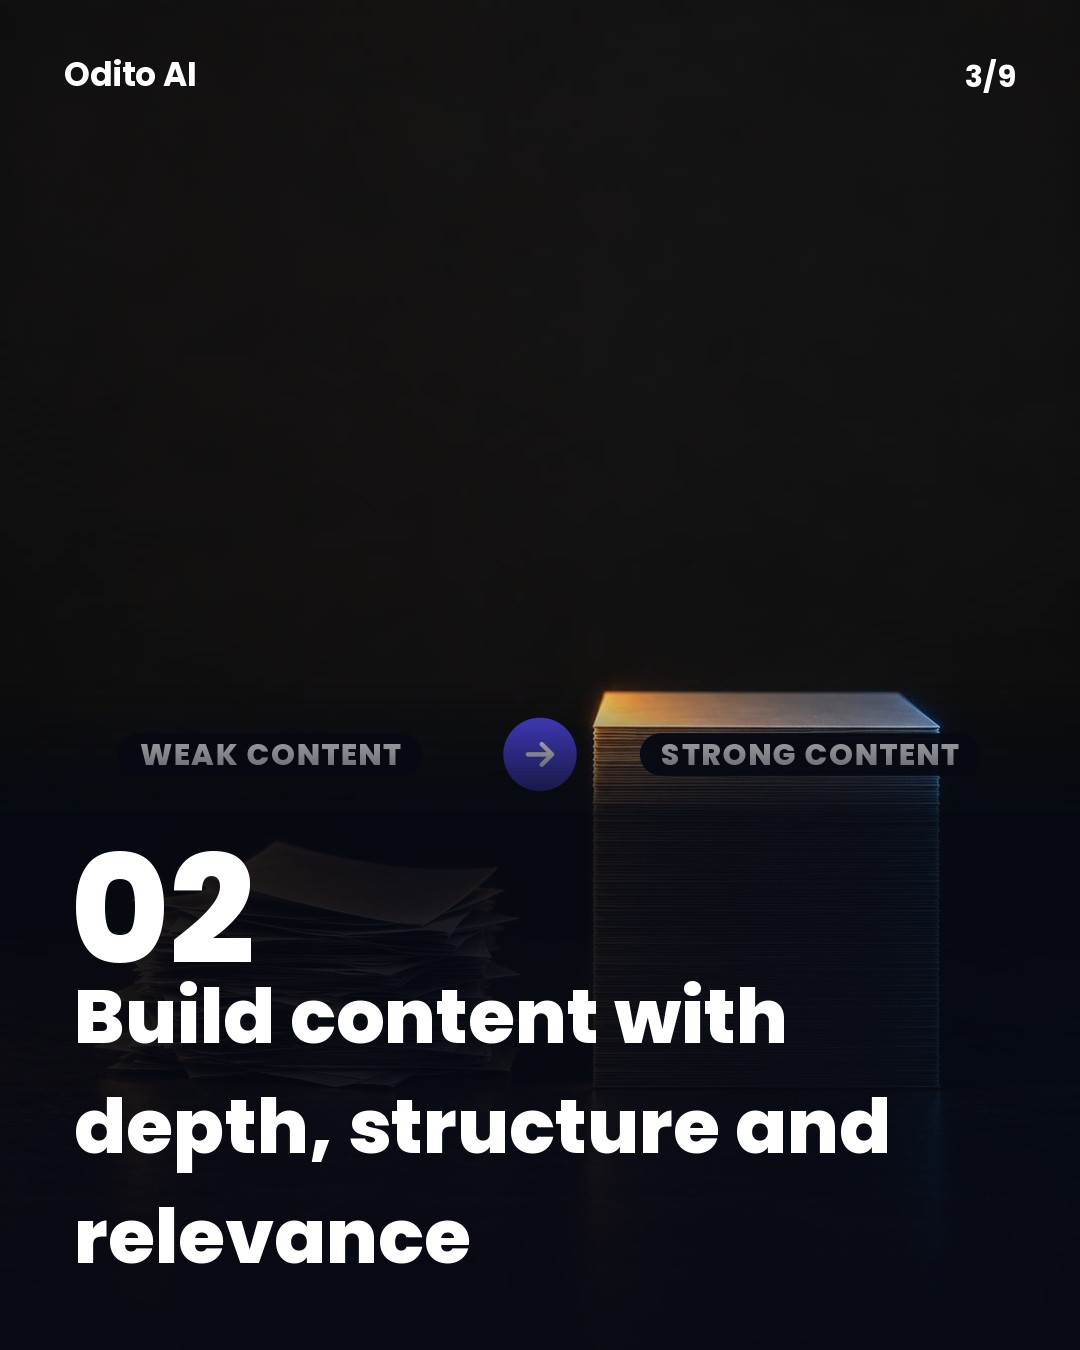 Odito AI
3/9
WEAK CONTENT
STRONG CONTENT
02
Build content with
depth, structure and
relevance